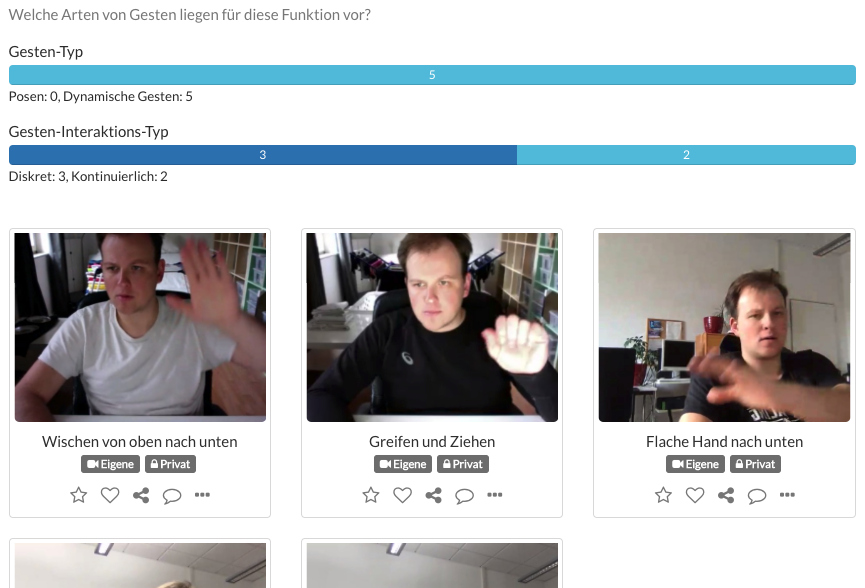 Welche Arten von Gesten liegen für diese Funktion vor?
Gesten-Typ
5
Posen: 0, Dynamische Gesten: 5
Gesten-Interaktions-Typ
3 2
Diskret: 3, Kontinuierlich: 2
Wischen von oben nach unten
Eigene Privat
Greifen und Ziehen
Eigene Privat
Flache Hand nach unten
Eigene Privat